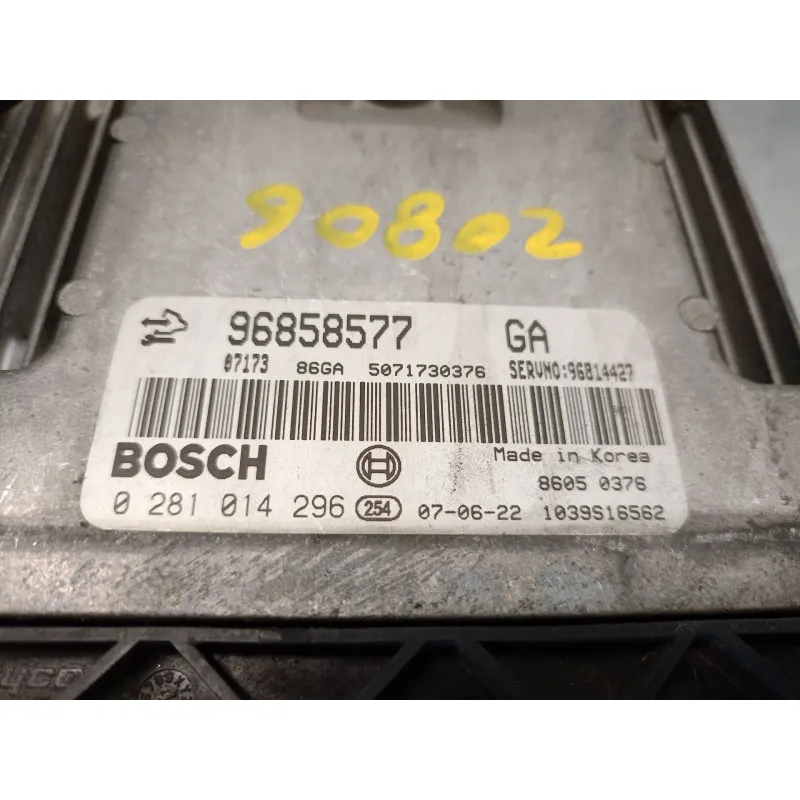 90802
96858577 GA
07173 86GA 5071730376 SERVNO:96814427
BOSCH
Made in Korea
8605 0376
0 281 014 296 254 07-06-22 1039S16562